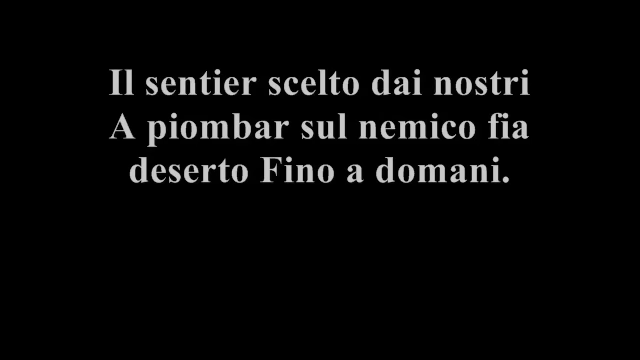 Il sentier scelto dai nostri
A piombar sul nemico fia
deserto Fino a domani.